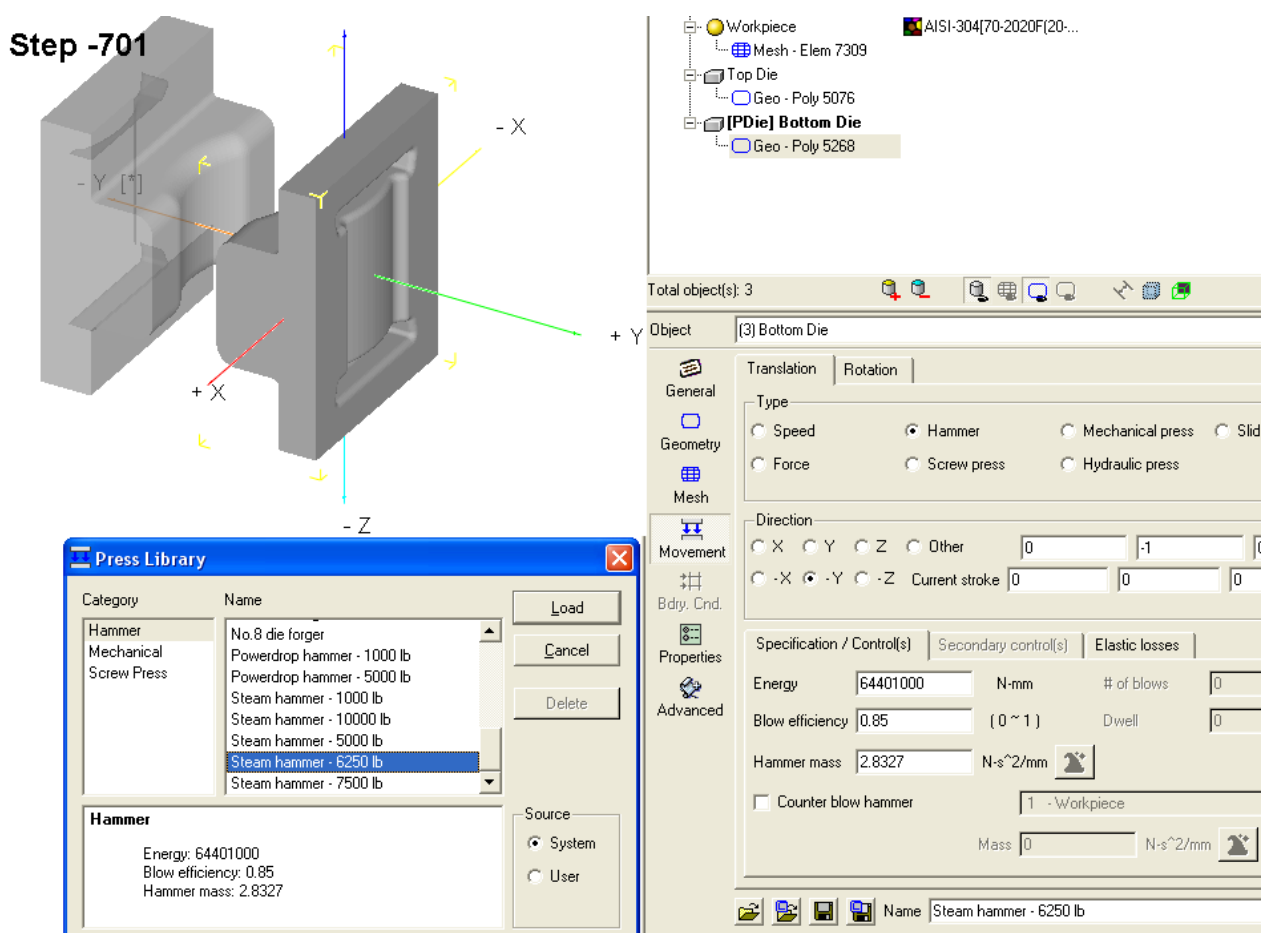 Step -701
- X
- Y [*]
+ Y
+ X
- Z
Workpiece
AISI-304[70-2020F(20-...
Mesh - Elem 7309
Top Die
Geo - Poly 5076
[PDie] Bottom Die
Geo - Poly 5268
Total object(s): 3
Object
(3) Bottom Die
General
Geometry
Mesh
Movement
Bdry. Cnd.
Properties
Advanced
Translation
Rotation
Type
Speed
Hammer
Mechanical press
Slid
Force
Screw press
Hydraulic press
Direction
X
Y
Z
Other
0
-1
-X
-Y
-Z
Current stroke
0
0
0
Specification / Control(s)
Secondary control(s)
Elastic losses
Energy
64401000
N-mm
# of blows
0
Blow efficiency
0.85
( 0 ~ 1 )
Dwell
0
Hammer mass
2.8327
N-s^2/mm
Counter blow hammer
1 - Workpiece
Mass
0
N-s^2/mm
Name
Steam hammer - 6250 lb
Press Library
Category
Name
Hammer
Mechanical
Screw Press
No.8 die forger
Powerdrop hammer - 1000 lb
Powerdrop hammer - 5000 lb
Steam hammer - 1000 lb
Steam hammer - 10000 lb
Steam hammer - 5000 lb
Steam hammer - 6250 lb
Steam hammer - 7500 lb
Load
Cancel
Delete
Hammer
Energy: 64401000
Blow efficiency: 0.85
Hammer mass: 2.8327
Source
System
User